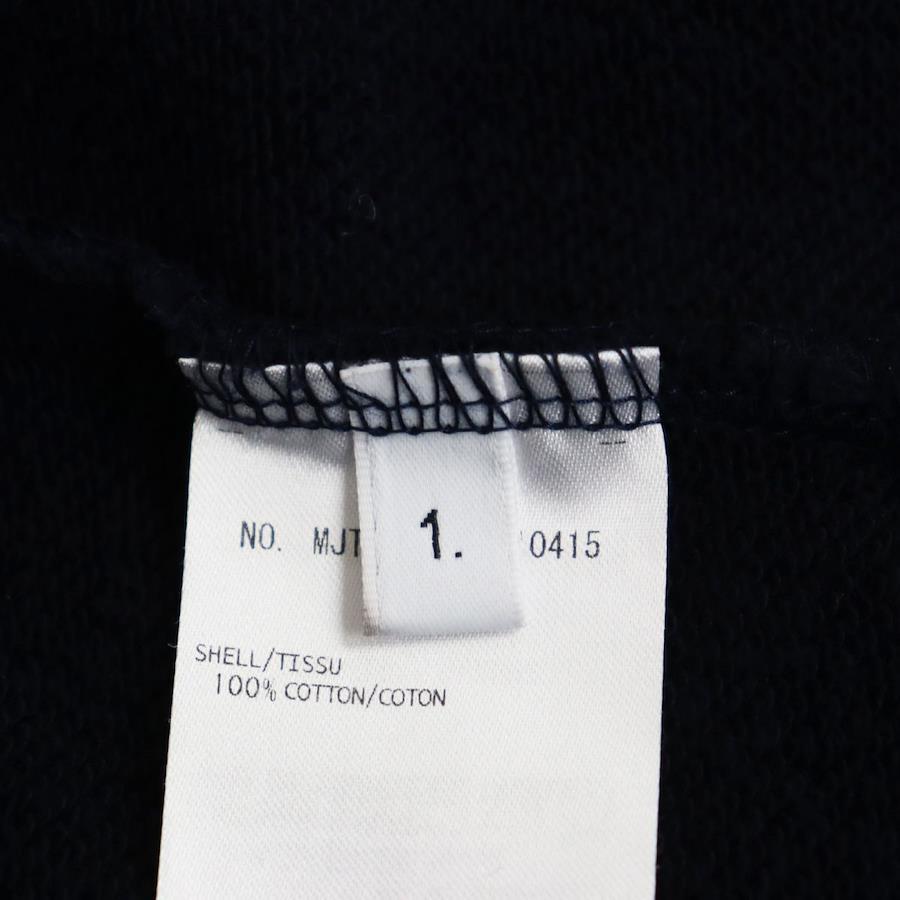 NO. MJT 0415
1.
SHELL/TISSU
100% COTTON/COTON